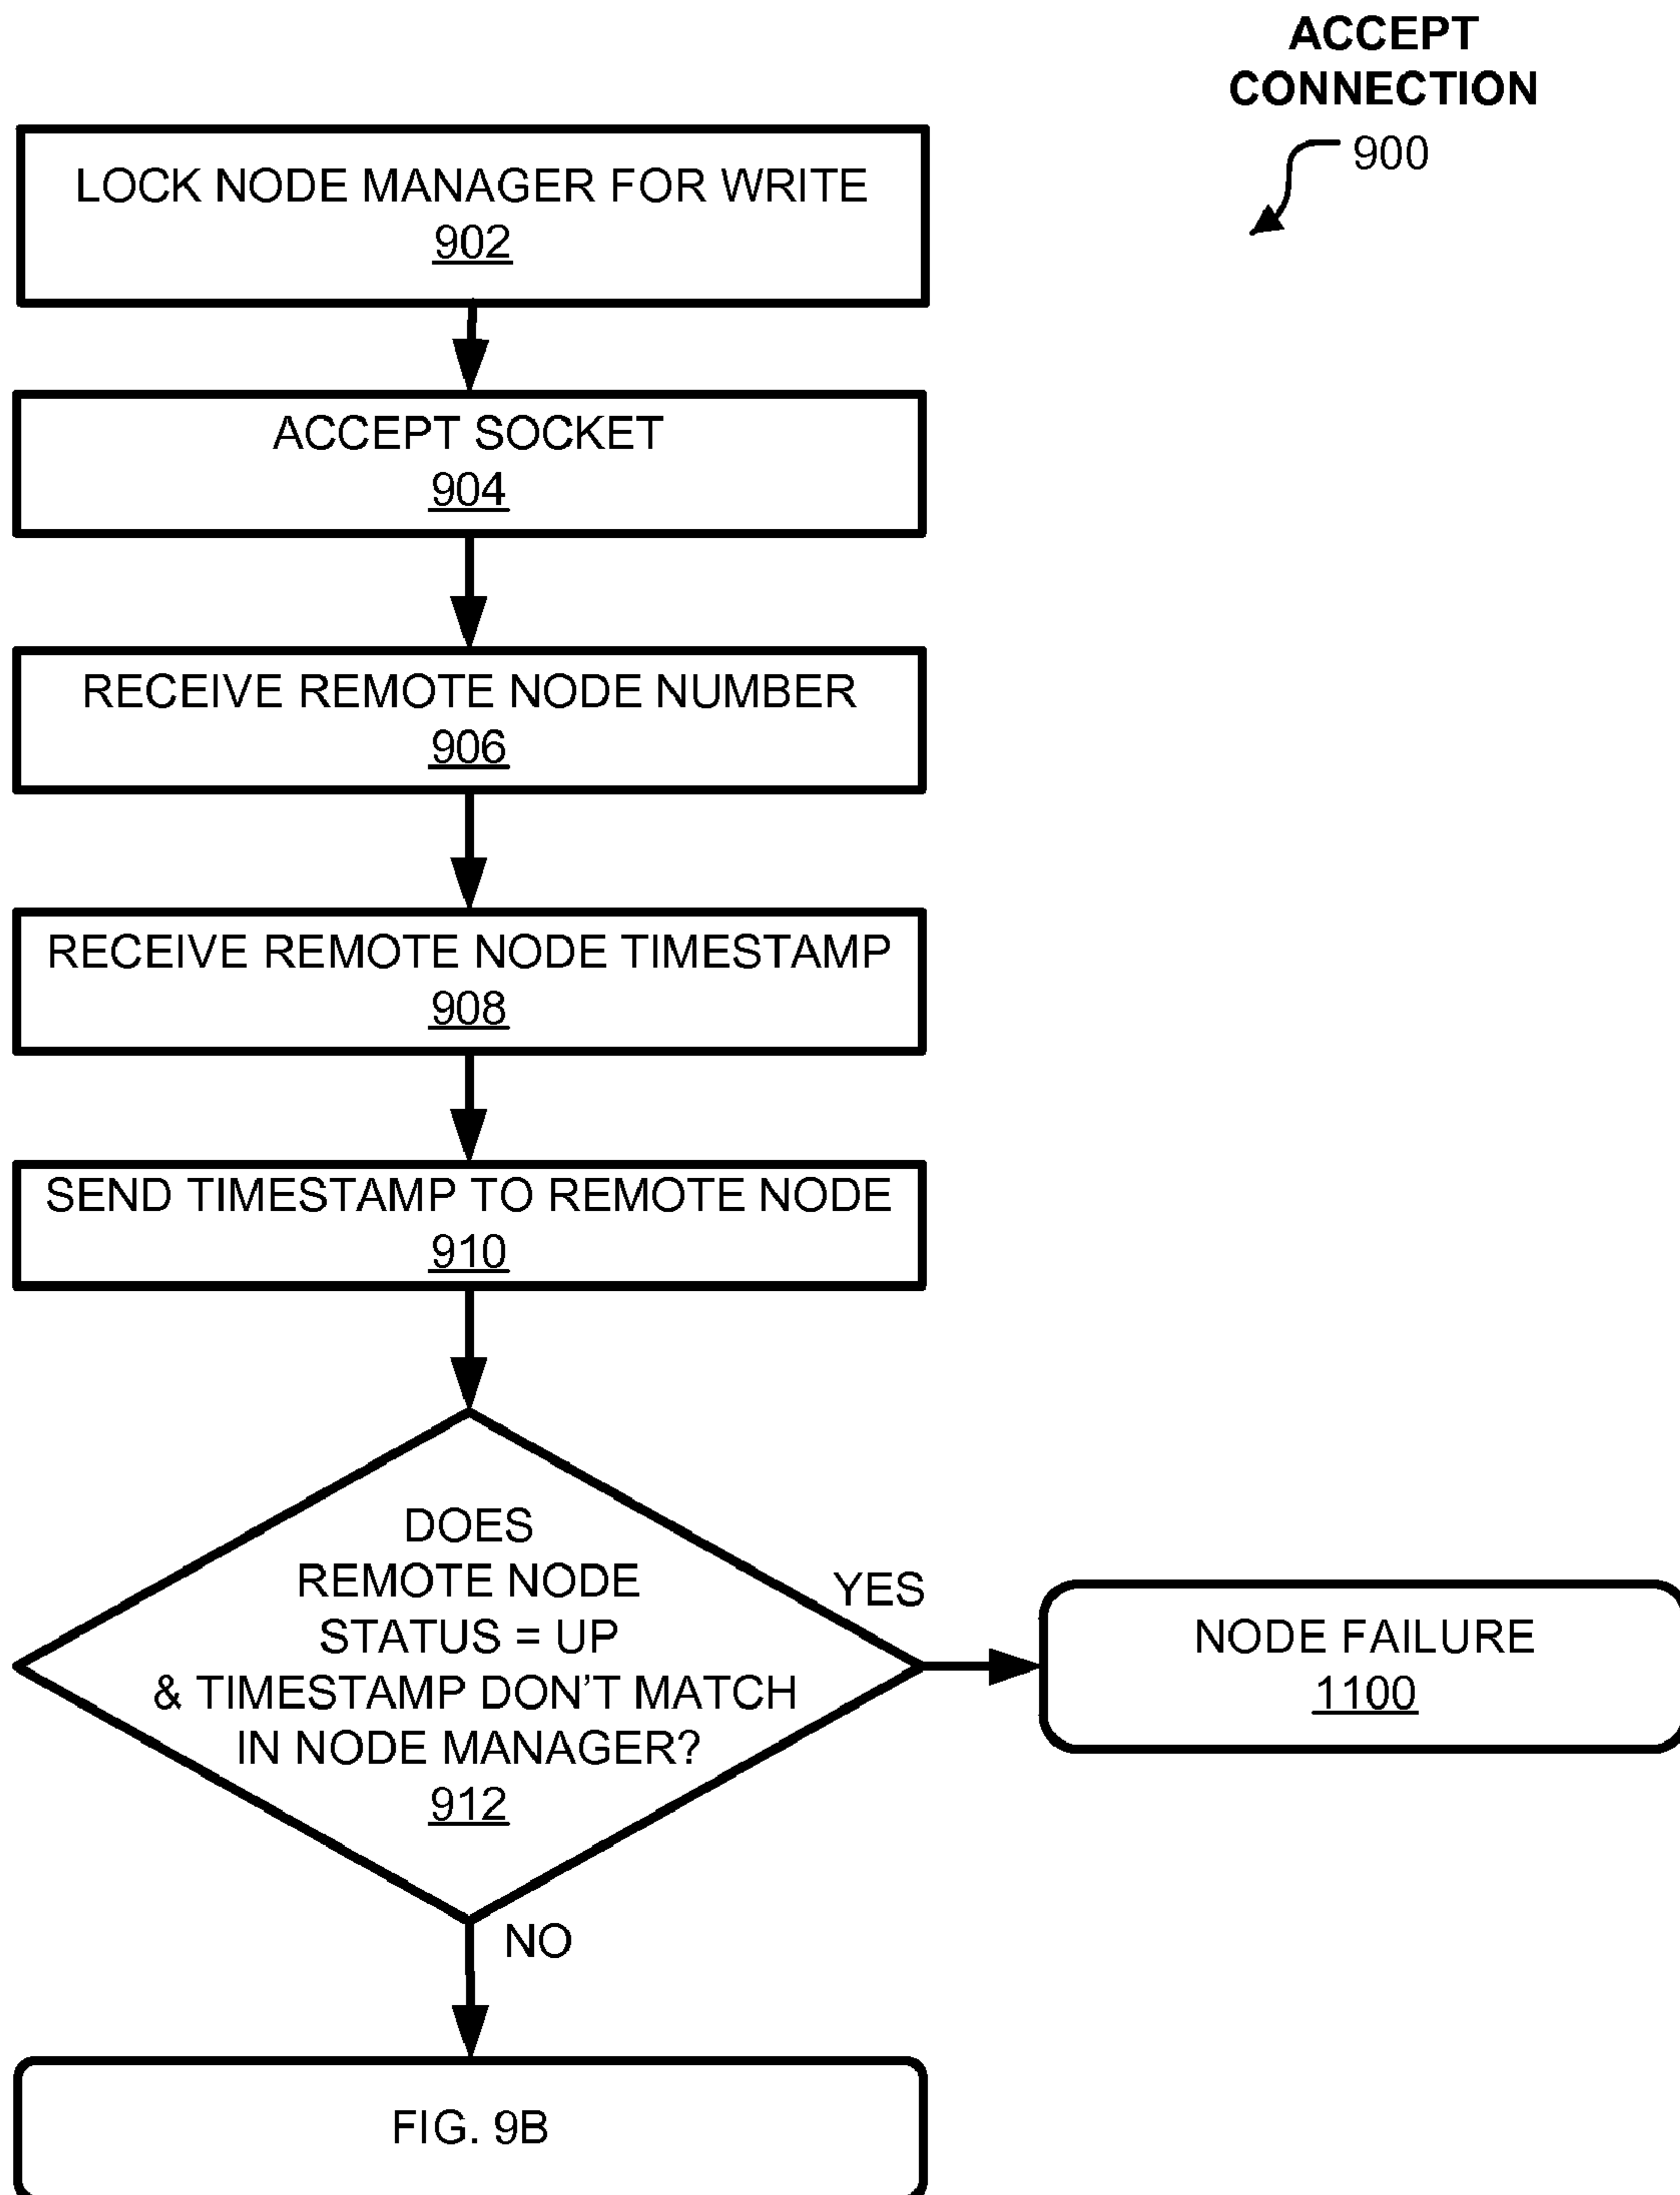 ACCEPT
CONNECTION
900
LOCK NODE MANAGER FOR WRITE
902
ACCEPT SOCKET
904
RECEIVE REMOTE NODE NUMBER
906
RECEIVE REMOTE NODE TIMESTAMP
908
SEND TIMESTAMP TO REMOTE NODE
910
DOES
REMOTE NODE
STATUS = UP
& TIMESTAMP DON'T MATCH
IN NODE MANAGER?
912
YES
NODE FAILURE
1100
NO
FIG. 9B